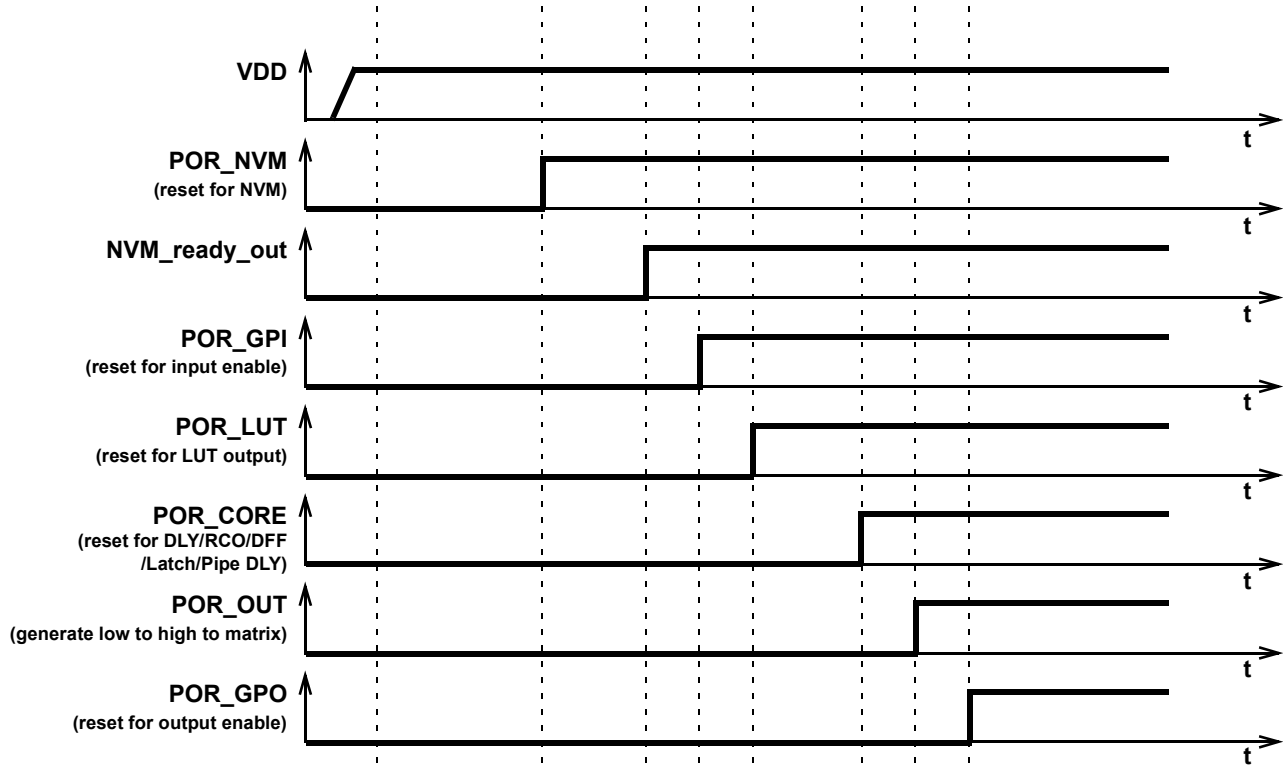 VDD
t
POR_NVM
(reset for NVM)
t
NVM_ready_out
t
POR_GPI
(reset for input enable)
t
POR_LUT
(reset for LUT output)
t
POR_CORE
(reset for DLY/RCO/DFF
/Latch/Pipe DLY)
t
POR_OUT
(generate low to high to matrix)
t
POR_GPO
(reset for output enable)
t